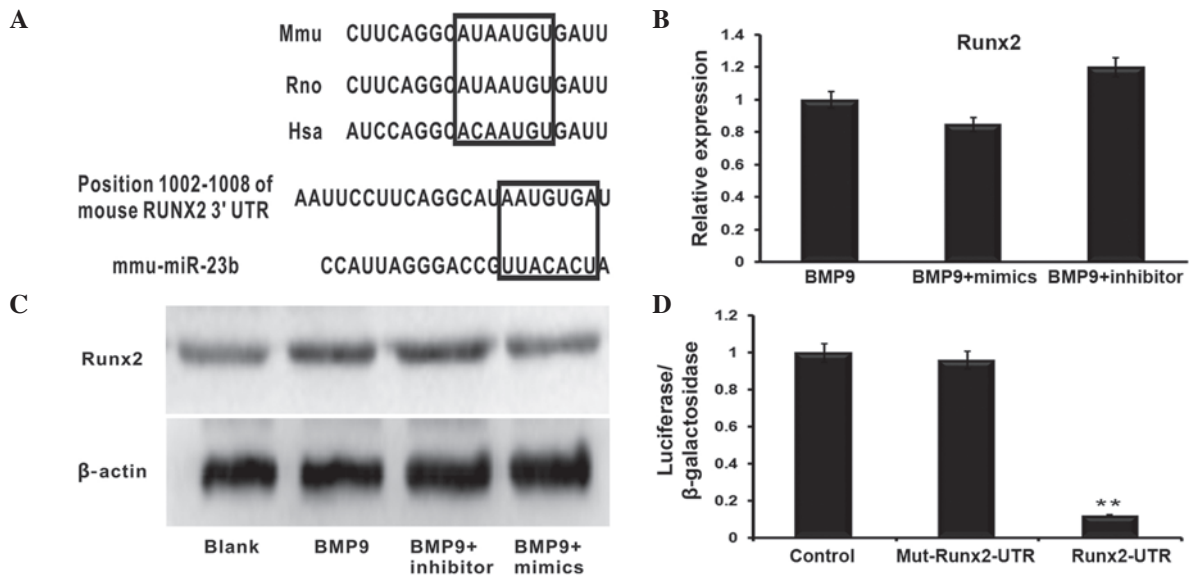 A
Mmu CUUCAGGCAUAAUGUGAUU
Rno CUUCAGGCAUAAUGUGAUU
Hsa AUCCAGGCACAAUGUGAUU
Position 1002-1008 of
mouse RUNX2 3' UTR
AAUUCCUUCAGGCAUAAUGUGAU
mmu-miR-23b CCAUUAGGGACCGUUACACUA
B
Runx2
Relative expression
1.4
1.2
1
0.8
0.6
0.4
0.2
0
BMP9 BMP9+mimics BMP9+inhibitor
C
Runx2
β-actin
Blank BMP9 BMP9+ BMP9+
inhibitor mimics
D
Luciferase/
β-galactosidase
1.2
1
0.8
0.6
0.4
0.2
0
**
Control Mut-Runx2-UTR Runx2-UTR